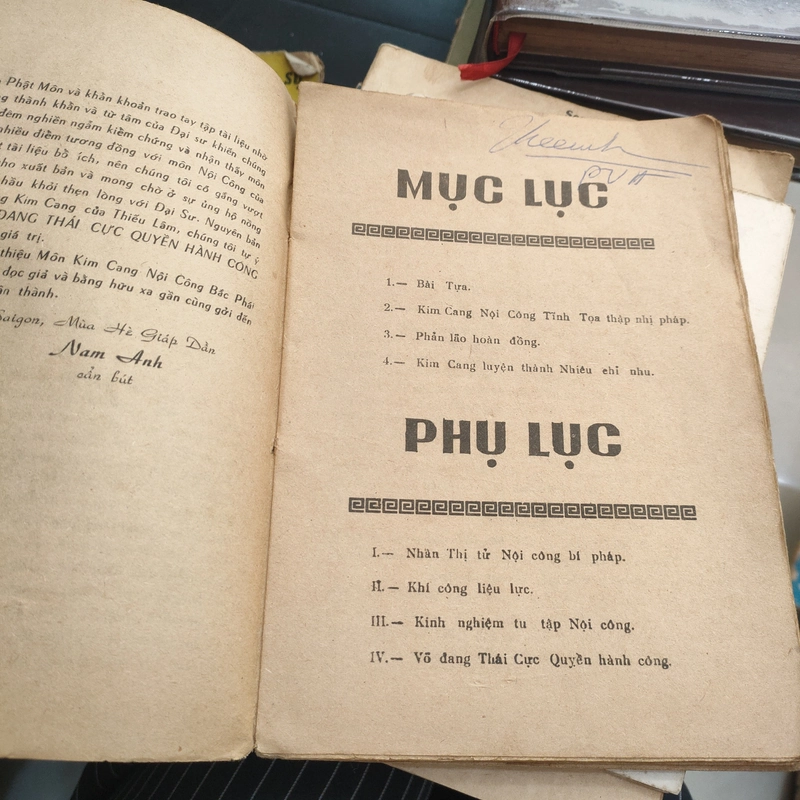 Phật Môn và khẩn khoản trao tay tập tài liệu nhờ
thành khẩn và từ tâm của Đại sư khiến chúng
đêm nghiền ngẫm kiểm chứng và nhận thấy môn
nhiều điểm tương đồng với môn Nội Công của
tài liệu bổ ích, nên chúng tôi cố gắng vượt
cho xuất bản và mong chờ ở sự ủng hộ nồng
hầu khỏi thẹn lòng với Đại Sư. Nguyên bản
Kim Cang của Thiếu Lâm, chúng tôi tự ý
ĐANG THÁI CỰC QUYỀN HÀNH CÔNG
giá trị.
thiệu Môn Kim Cang Nội Công Bắc Phái
đọc giả và bằng hữu xa gần cùng gởi đến
thành.
Saigon, Mùa Hè Giáp Dần
Nam Anh
cẩn bút
MỤC LỤC
1.— Bài Tựa.
2.— Kim Cang Nội Công Tĩnh Tọa thập nhị pháp.
3.— Phản lão hoàn đồng.
4.— Kim Cang luyện thành Nhiễu chỉ nhu.
PHỤ LỤC
I.— Nhân Thị tử Nội công bí pháp.
II.— Khí công liệu lực.
III.— Kinh nghiệm tu tập Nội công.
IV.— Võ đang Thái Cực Quyền hành công.